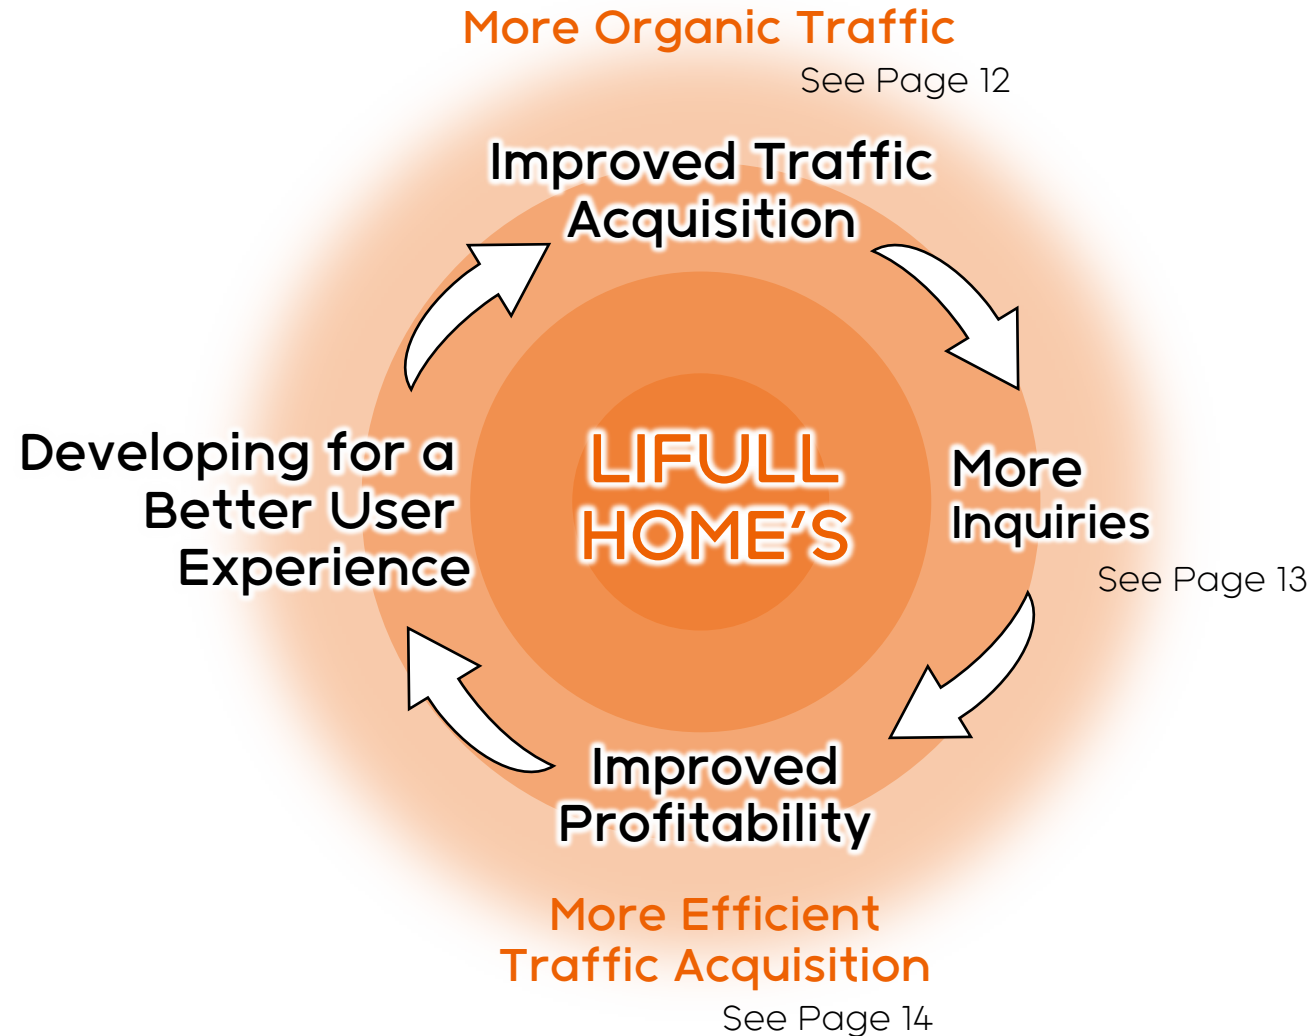 More Organic Traffic
See Page 12
Improved Traffic
Acquisition
Developing for a
Better User
Experience
LIFULL
HOME'S
More
Inquiries
See Page 13
Improved
Profitability
More Efficient
Traffic Acquisition
See Page 14